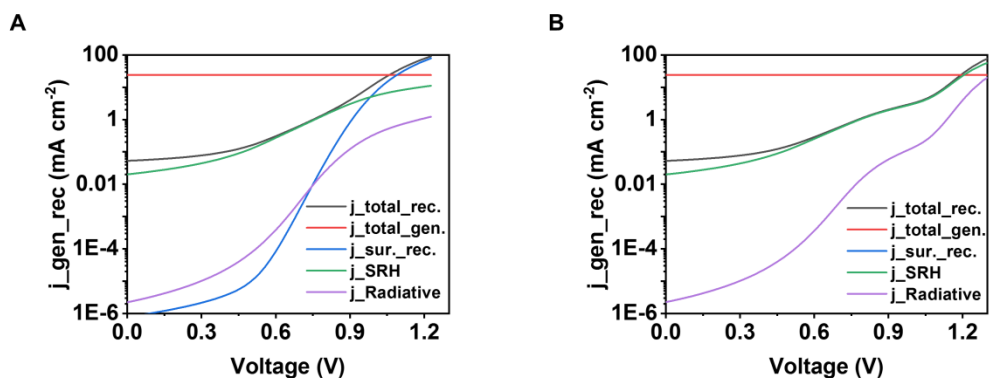 A
j_gen_rec (mA cm-2)
100
1
0.01
1E-4
1E-6
0.0
0.3
0.6
0.9
1.2
Voltage (V)
j_total_rec.
j_total_gen.
j_sur._rec.
j_SRH
j_Radiative
B
j_gen_rec (mA cm-2)
100
1
0.01
1E-4
1E-6
0.0
0.3
0.6
0.9
1.2
Voltage (V)
j_total_rec.
j_total_gen.
j_sur._rec.
j_SRH
j_Radiative